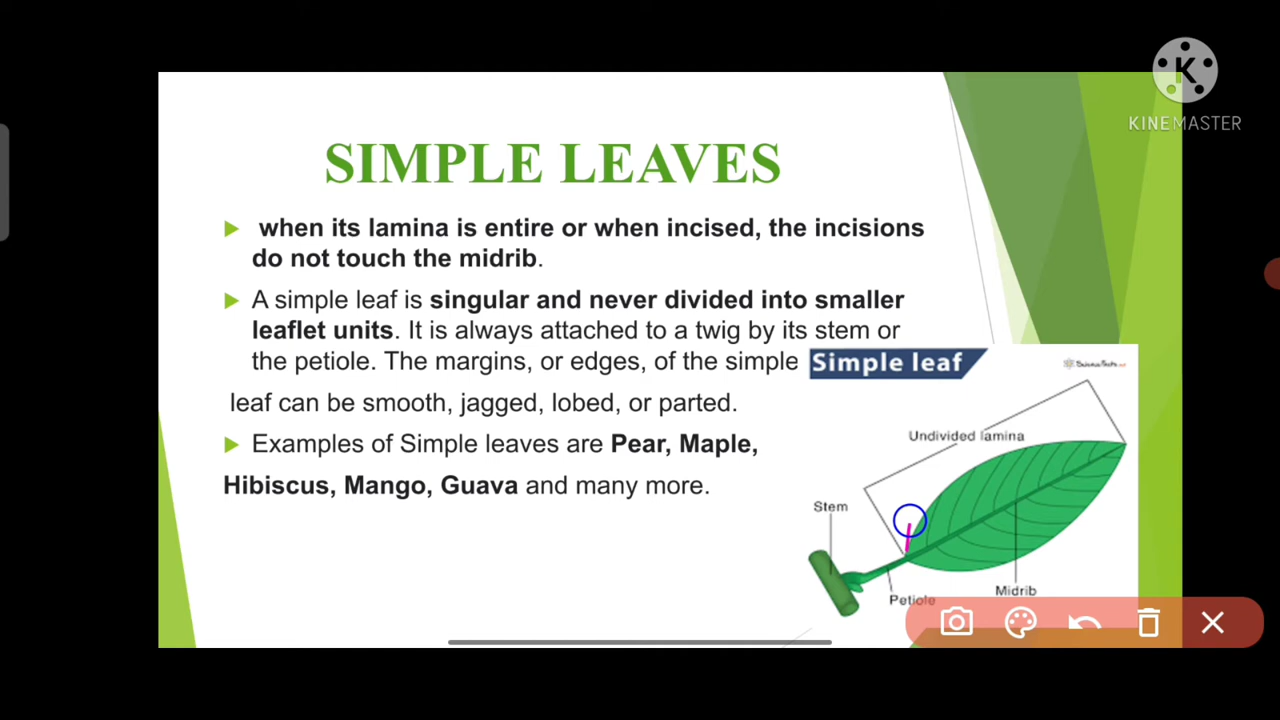 KINEMASTER
SIMPLE LEAVES
when its lamina is entire or when incised, the incisions
do not touch the midrib.
A simple leaf is singular and never divided into smaller
leaflet units. It is always attached to a twig by its stem or
the petiole. The margins, or edges, of the simple
leaf can be smooth, jagged, lobed, or parted.
Examples of Simple leaves are Pear, Maple,
Hibiscus, Mango, Guava and many more.
Simple leaf
ScienceFacts.net
Undivided lamina
Stem
Petiole
Midrib